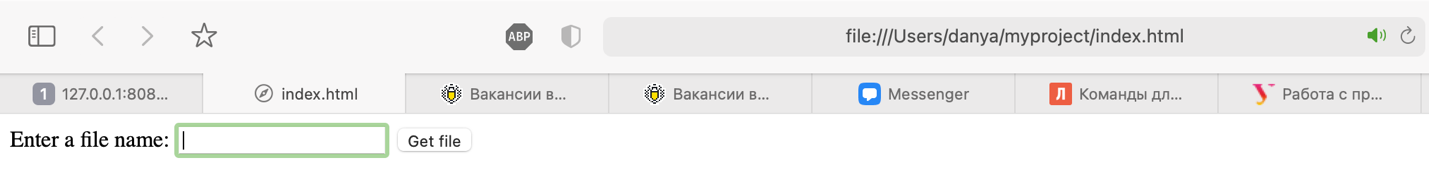 ABP
file:///Users/danya/myproject/index.html
1 127.0.0.1:808...
index.html
Вакансии в...
Вакансии в...
Messenger
Л Команды дл...
Работа с пр...
Enter a file name:
Get file